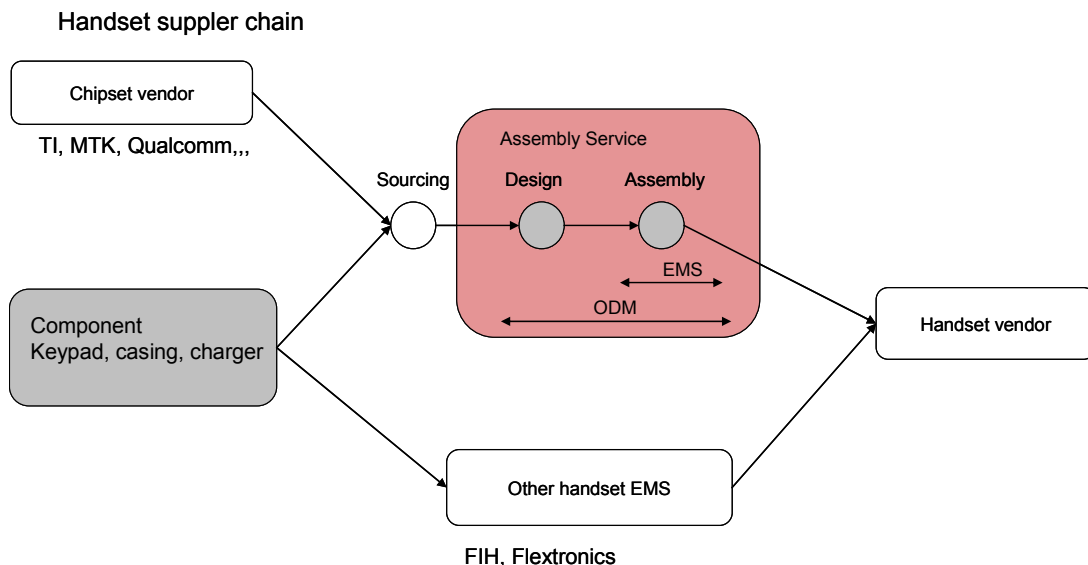 Handset suppler chain
Chipset vendor
TI, MTK, Qualcomm,,,
Assembly Service
Sourcing
Design
Assembly
EMS
ODM
Component
Keypad, casing, charger
Handset vendor
Other handset EMS
FIH, Flextronics